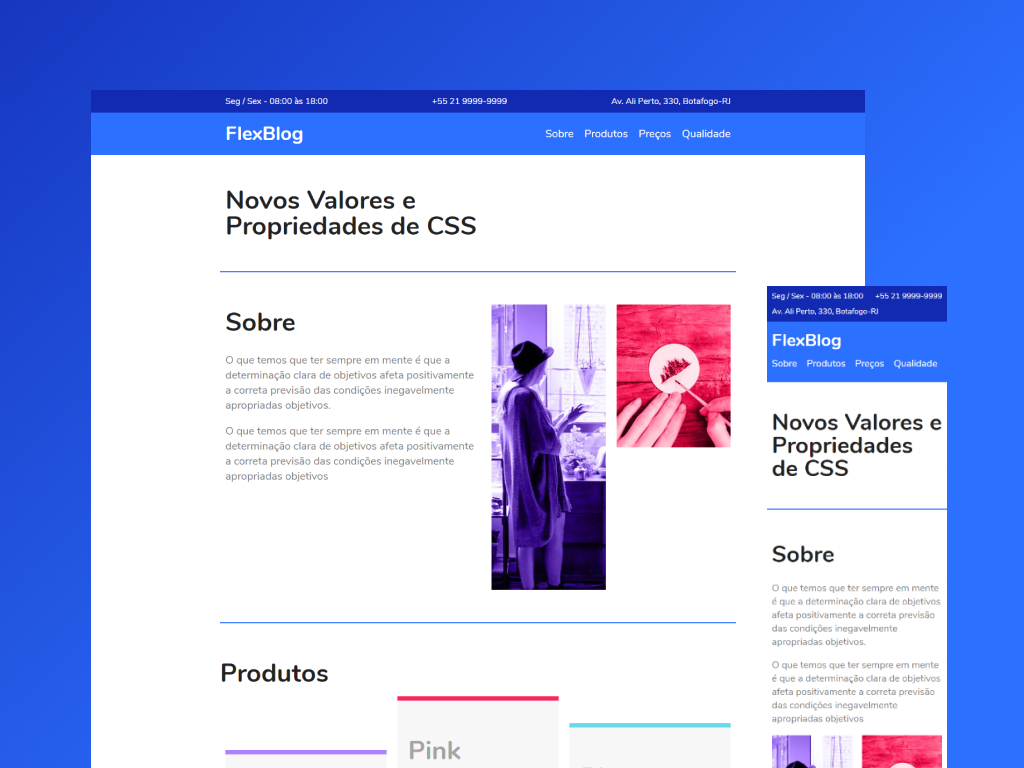 Seg / Sex - 08:00 às 18:00
+55 21 9999-9999
Av. Ali Perto, 330, Botafogo-RJ
FlexBlog
Sobre
Produtos
Preços
Qualidade
Novos Valores e
Propriedades de CSS
Sobre
O que temos que ter sempre em mente é que a
determinação clara de objetivos afeta positivamente
a correta previsão das condições inegavelmente
apropriadas objetivos.
O que temos que ter sempre em mente é que a
determinação clara de objetivos afeta positivamente
a correta previsão das condições inegavelmente
apropriadas objetivos
Produtos
Pink
Seg / Sex - 08:00 às 18:00
+55 21 9999-9999
Av. Ali Perto, 330, Botafogo-RJ
FlexBlog
Sobre
Produtos
Preços
Qualidade
Novos Valores e
Propriedades
de CSS
Sobre
O que temos que ter sempre em mente
é que a determinação clara de objetivos
afeta positivamente a correta previsão
das condições inegavelmente
apropriadas objetivos.
O que temos que ter sempre em mente
é que a determinação clara de objetivos
afeta positivamente a correta previsão
das condições inegavelmente
apropriadas objetivos